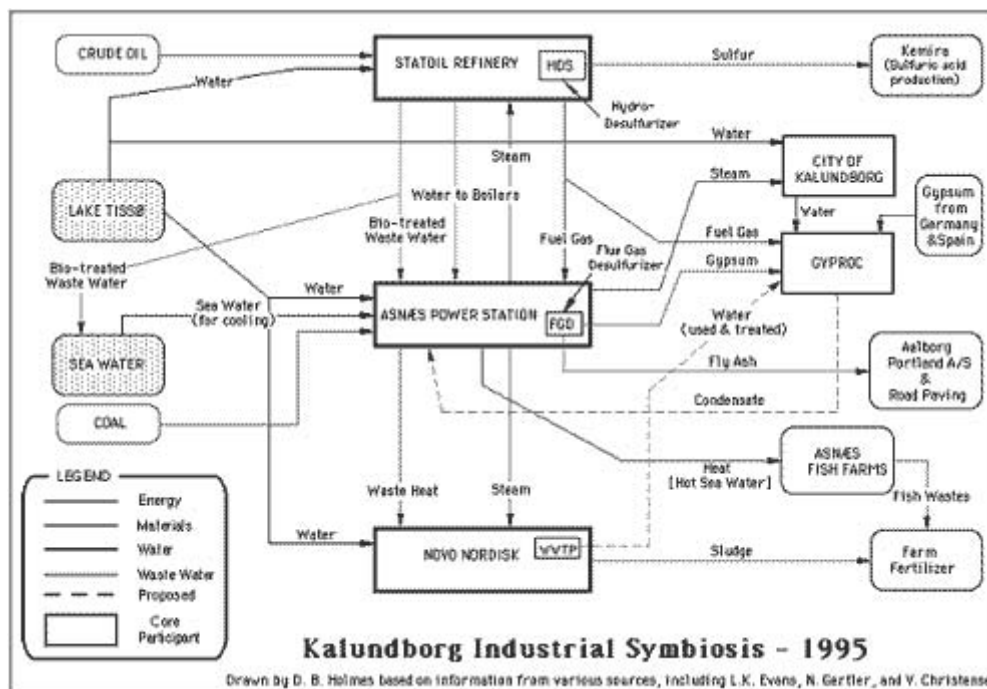 CRUDE OIL
STATOIL REFINERY
HDS
Sulfur
Kemira
(Sulfuric acid
production)
Water
Hydro-
Desulfurizer
Water
CITY OF
KALUNDBORG
Steam
Steam
LAKE TISSØ
Water to Boilers
Bio-treated
Waste Water
Water
Gypsum
from
Germany
&Spain
Fuel Gas
Fuel Gas
GYPROC
Bio-treated
Waste Water
Flue Gas
Desulfurizer
Gypsum
Water
Sea Water
(for cooling)
ASNÆS POWER STATION
FGD
Water
(used & treated)
SEA WATER
Fly Ash
Aalborg
Portland A/S
&
Road Paving
COAL
Condensate
LEGEND
Energy
Materials
Water
Waste Water
Proposed
Core
Participant
Waste Heat
Steam
Heat
[Hot Sea Water]
ASNÆS
FISH FARMS
Fish Wastes
Water
NOVO NORDISK
WWTP
Sludge
Farm
Fertilizer
Kalundborg Industrial Symbiosis - 1995
Drawn by D. B. Holmes based on information from various sources, including L.K. Evans, N. Gertler, and V. Christense